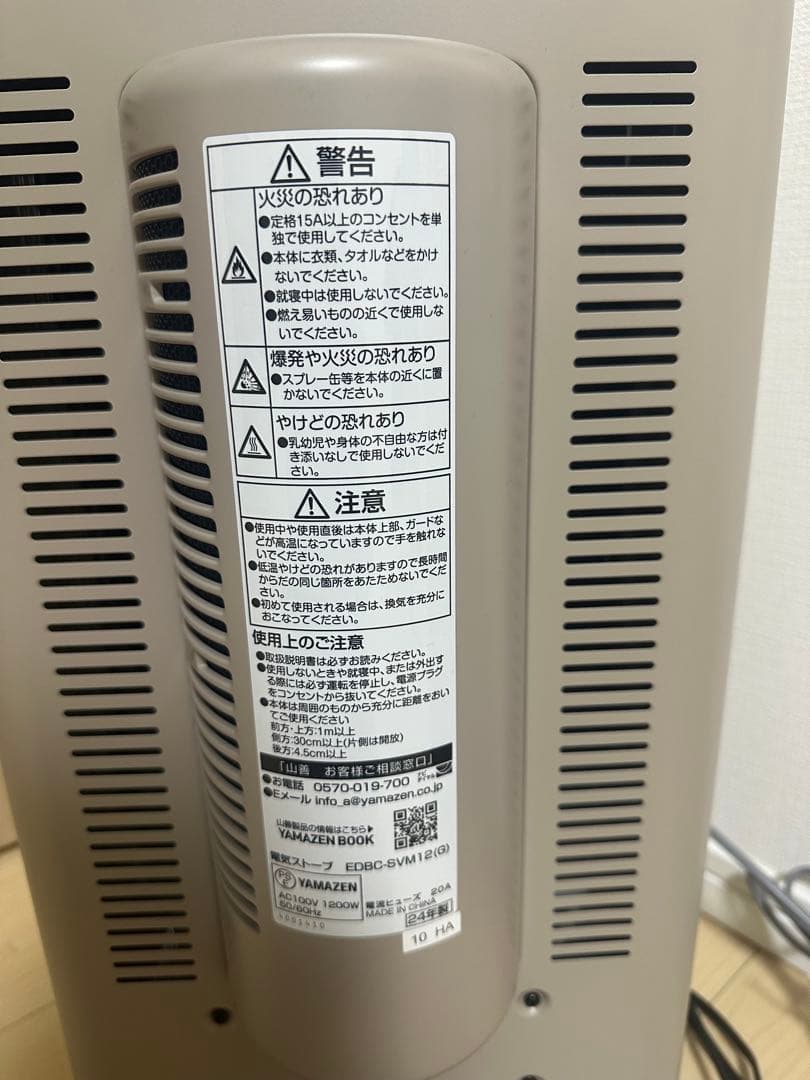 警告
火災の恐れあり
●定格15A以上のコンセントを単
独で使用してください。
●本体に衣類、タオルなどをかけ
ないでください。
●就寝中は使用しないでください。
●燃え易いものの近くで使用しな
いでください。
爆発や火災の恐れあり
●スプレー缶等を本体の近くに置
かないでください。
やけどの恐れあり
●乳幼児や身体の不自由な方は付
き添いなしで使用しないでくだ
さい。
注意
●使用中や使用直後は本体上部、ガードな
どが高温になっていますので手を触れな
いでください。
●低温やけどの恐れがありますので長時間
からだの同じ箇所をあたためないでくだ
さい。
●初めて使用される場合は、換気を充分に
おこなってください。
使用上のご注意
●取扱説明書は必ずお読みください。
●使用しないときや就寝中、または外出す
る際には必ず運転を停止し、電源プラグ
をコンセントから抜いてください。
●本体は周囲のものから充分に距離をおい
てご使用ください
前方・上方:1m以上
側方:30cm以上(片側は開放)
後方:4.5cm以上
「山善 お客様ご相談窓口」
●お電話 0570-019-700 ナビダイヤル
●Eメール info_a@yamazen.co.jp
山善製品の情報はこちら▶
YAMAZEN BOOK
電気ストーブ EDBC-SVM12(G)
PSE YAMAZEN
AC100V 1200W
50/60Hz
電流ヒューズ 20A
MADE IN CHINA
24年製
4001410
10 HA